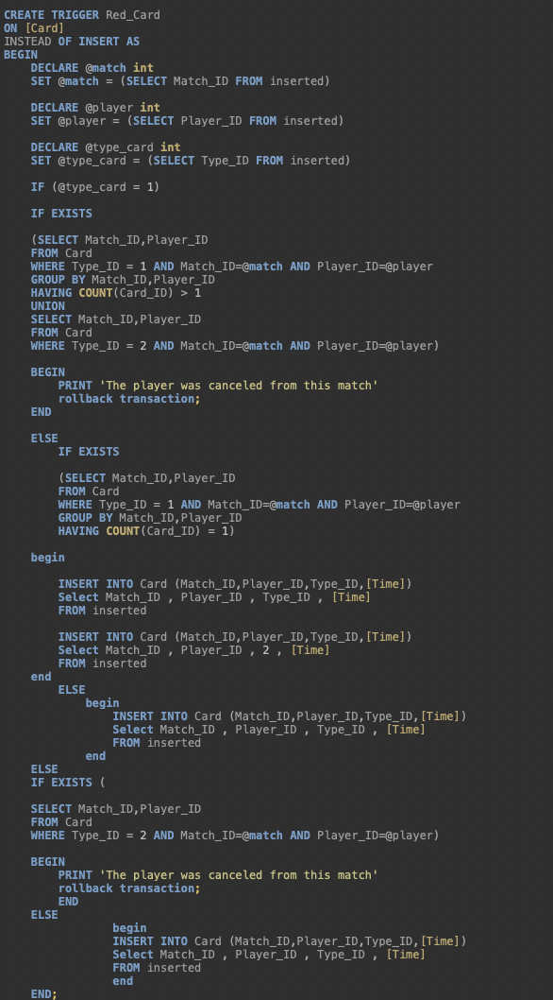 CREATE TRIGGER Red_Card
ON [Card]
INSTEAD OF INSERT AS
BEGIN
DECLARE @match int
SET @match = (SELECT Match_ID FROM inserted)
DECLARE @player int
SET @player = (SELECT Player_ID FROM inserted)
DECLARE @type_card int
SET @type_card = (SELECT Type_ID FROM inserted)
IF (@type_card = 1)
IF EXISTS
(SELECT Match_ID,Player_ID
FROM Card
WHERE Type_ID = 1 AND Match_ID=@match AND Player_ID=@player
GROUP BY Match_ID,Player_ID
HAVING COUNT(Card_ID) > 1
UNION
SELECT Match_ID,Player_ID
FROM Card
WHERE Type_ID = 2 AND Match_ID=@match AND Player_ID=@player)
BEGIN
PRINT 'The player was canceled from this match'
rollback transaction;
END
ElSE
IF EXISTS
(SELECT Match_ID,Player_ID
FROM Card
WHERE Type_ID = 1 AND Match_ID=@match AND Player_ID=@player
GROUP BY Match_ID,Player_ID
HAVING COUNT(Card_ID) = 1)
begin
INSERT INTO Card (Match_ID,Player_ID,Type_ID,[Time])
Select Match_ID , Player_ID , Type_ID , [Time]
FROM inserted
INSERT INTO Card (Match_ID,Player_ID,Type_ID,[Time])
Select Match_ID , Player_ID , 2 , [Time]
FROM inserted
end
ELSE
begin
INSERT INTO Card (Match_ID,Player_ID,Type_ID,[Time])
Select Match_ID , Player_ID , Type_ID , [Time]
FROM inserted
end
ELSE
IF EXISTS (
SELECT Match_ID,Player_ID
FROM Card
WHERE Type_ID = 2 AND Match_ID=@match AND Player_ID=@player)
BEGIN
PRINT 'The player was canceled from this match'
rollback transaction;
END
ELSE
begin
INSERT INTO Card (Match_ID,Player_ID,Type_ID,[Time])
Select Match_ID , Player_ID , Type_ID , [Time]
FROM inserted
end
END;